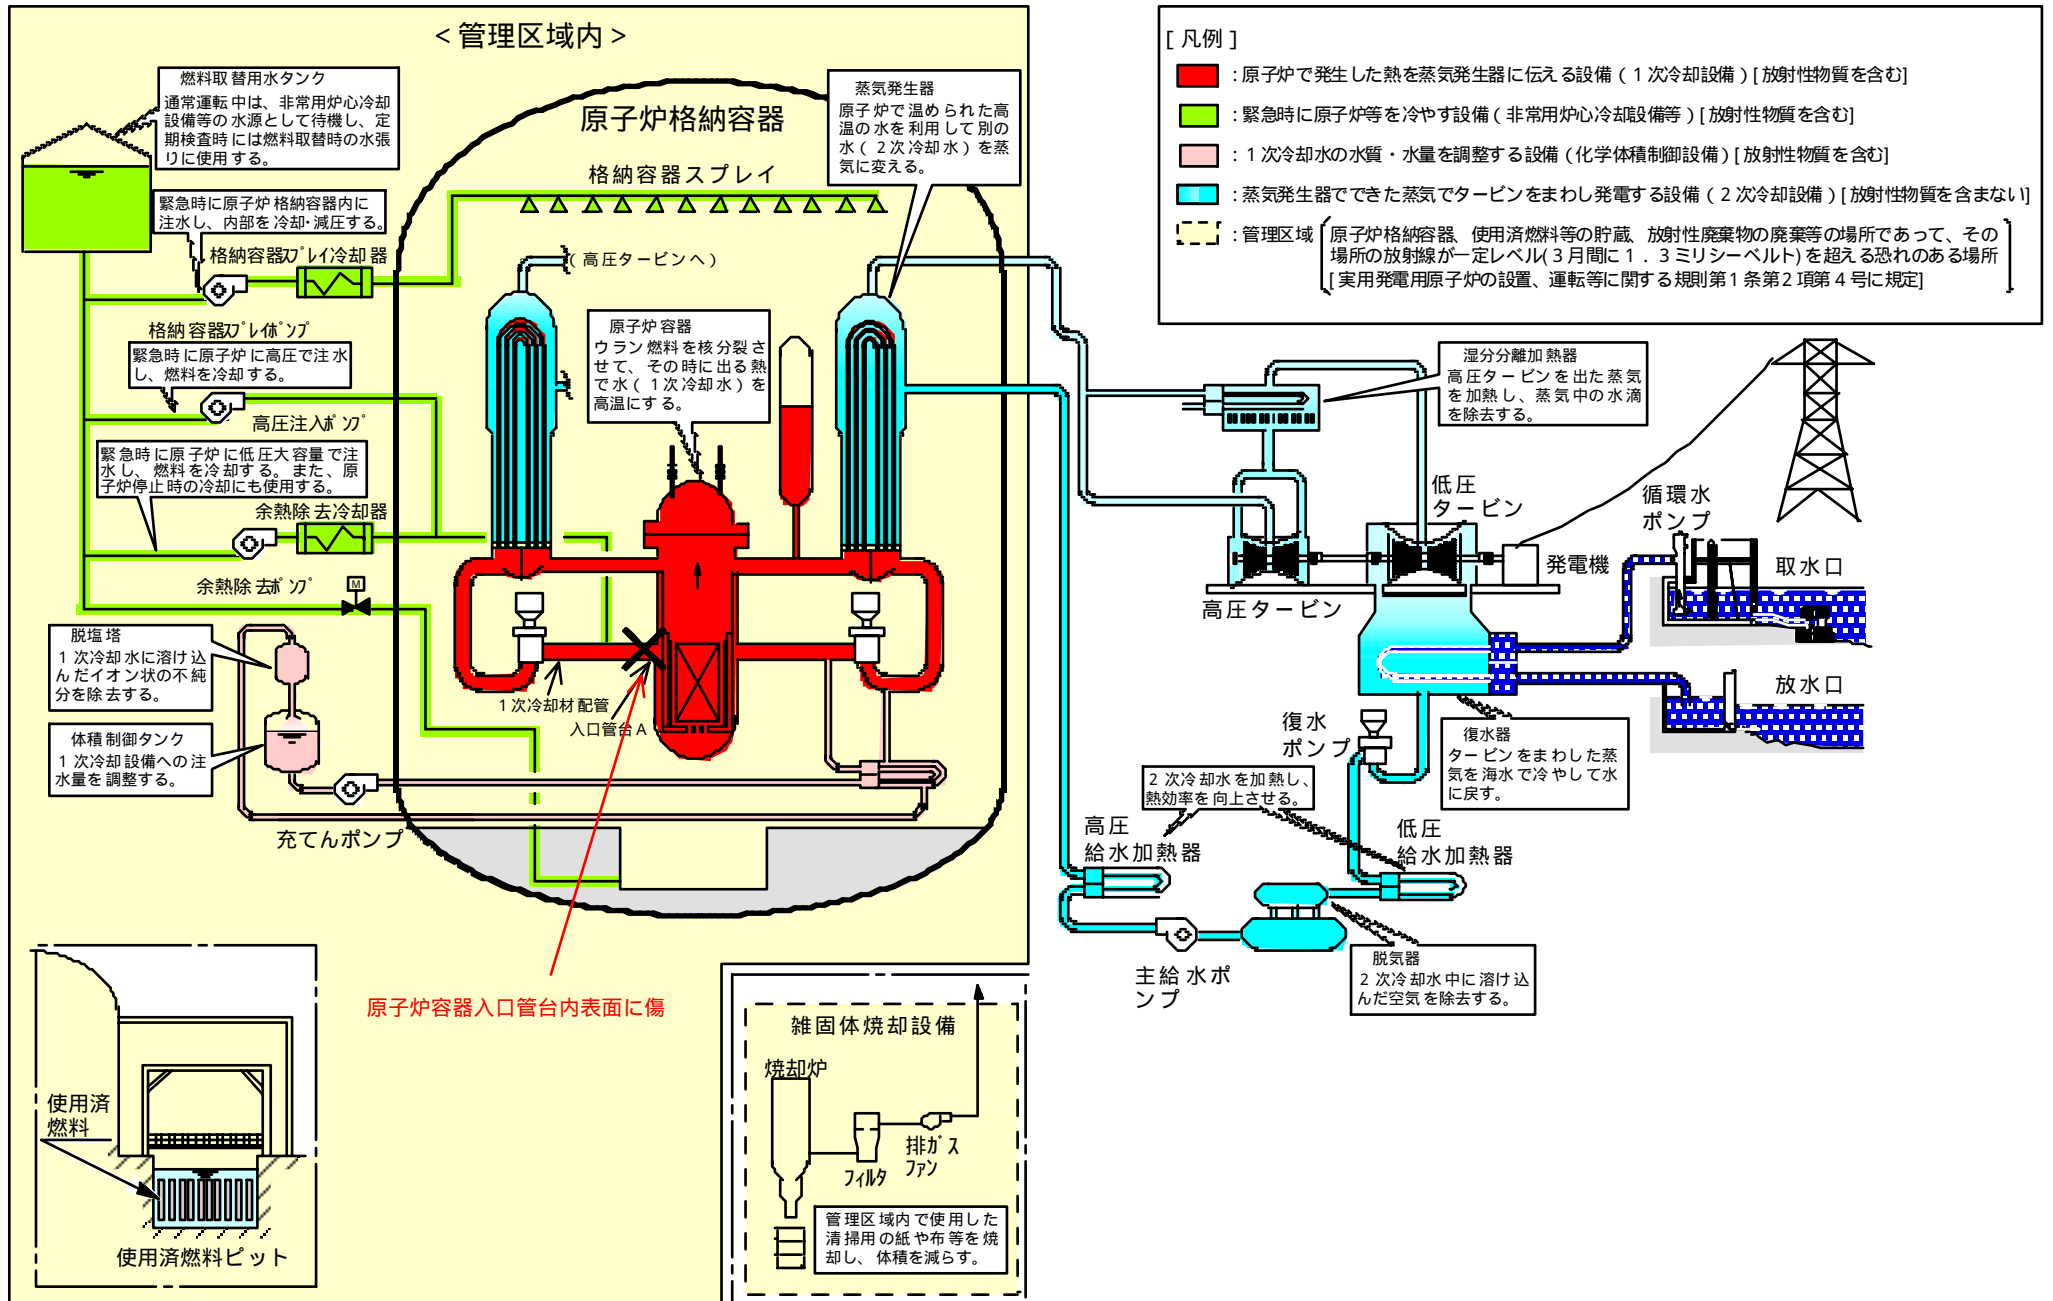 ＜管理区域内＞
燃料取替用水タンク
通常運転中は、非常用炉心冷却
設備等の水源として待機し、定
期検査時には燃料取替時の水張
りに使用する。
緊急時に原子炉格納容器内に
注水し、内部を冷却・減圧する。
格納容器ｽﾌﾟﾚｲ冷却器
格納容器ｽﾌﾟﾚｲﾎﾟﾝﾌﾟ
緊急時に原子炉に高圧で注水
し、燃料を冷却する。
高圧注入ﾎﾟﾝﾌﾟ
緊急時に原子炉に低圧大容量で注
水し、燃料を冷却する。また、原
子炉停止時の冷却にも使用する。
余熱除去冷却器
余熱除去ﾎﾟﾝﾌﾟ
M
脱塩塔
１次冷却水に溶け込
んだイオン状の不純
分を除去する。
体積制御タンク
１次冷却設備への注
水量を調整する。
充てんポンプ
原子炉格納容器
格納容器スプレイ
（高圧タービンへ）
蒸気発生器
原子炉で温められた高
温の水を利用して別の
水（２次冷却水）を蒸
気に変える。
原子炉容器
ウラン燃料を核分裂さ
せて、その時に出る熱
で水（１次冷却水）を
高温にする。
１次冷却材配管
入口管台Ａ
原子炉容器入口管台内表面に傷
使用済
燃料
使用済燃料ピット
雑固体焼却設備
焼却炉
フィルタ
排ガス
ファン
管理区域内で使用した
清掃用の紙や布等を焼
却し、体積を減らす。
[ 凡例 ]
：原子炉で発生した熱を蒸気発生器に伝える設備（１次冷却設備）[放射性物質を含む]
：緊急時に原子炉等を冷やす設備（非常用炉心冷却設備等）[放射性物質を含む]
：１次冷却水の水質・水量を調整する設備（化学体積制御設備）[放射性物質を含む]
：蒸気発生器でできた蒸気でタービンをまわし発電する設備（２次冷却設備）[放射性物質を含まない]
：管理区域
原子炉格納容器、使用済燃料等の貯蔵、放射性廃棄物の廃棄等の場所であって、その
場所の放射線が一定レベル(３月間に１．３ミリシーベルト)を超える恐れのある場所
[実用発電用原子炉の設置、運転等に関する規則第１条第２項第４号に規定]
湿分分離加熱器
高圧タービンを出た蒸気
を加熱し、蒸気中の水滴
を除去する。
低圧
タービン
高圧タービン
発電機
循環水
ポンプ
取水口
放水口
復水
ポンプ
復水器
タービンをまわした蒸
気を海水で冷やして水
に戻す。
２次冷却水を加熱し、
熱効率を向上させる。
高圧
給水加熱器
低圧
給水加熱器
主給水ポ
ンプ
脱気器
２次冷却水中に溶け込
んだ空気を除去する。